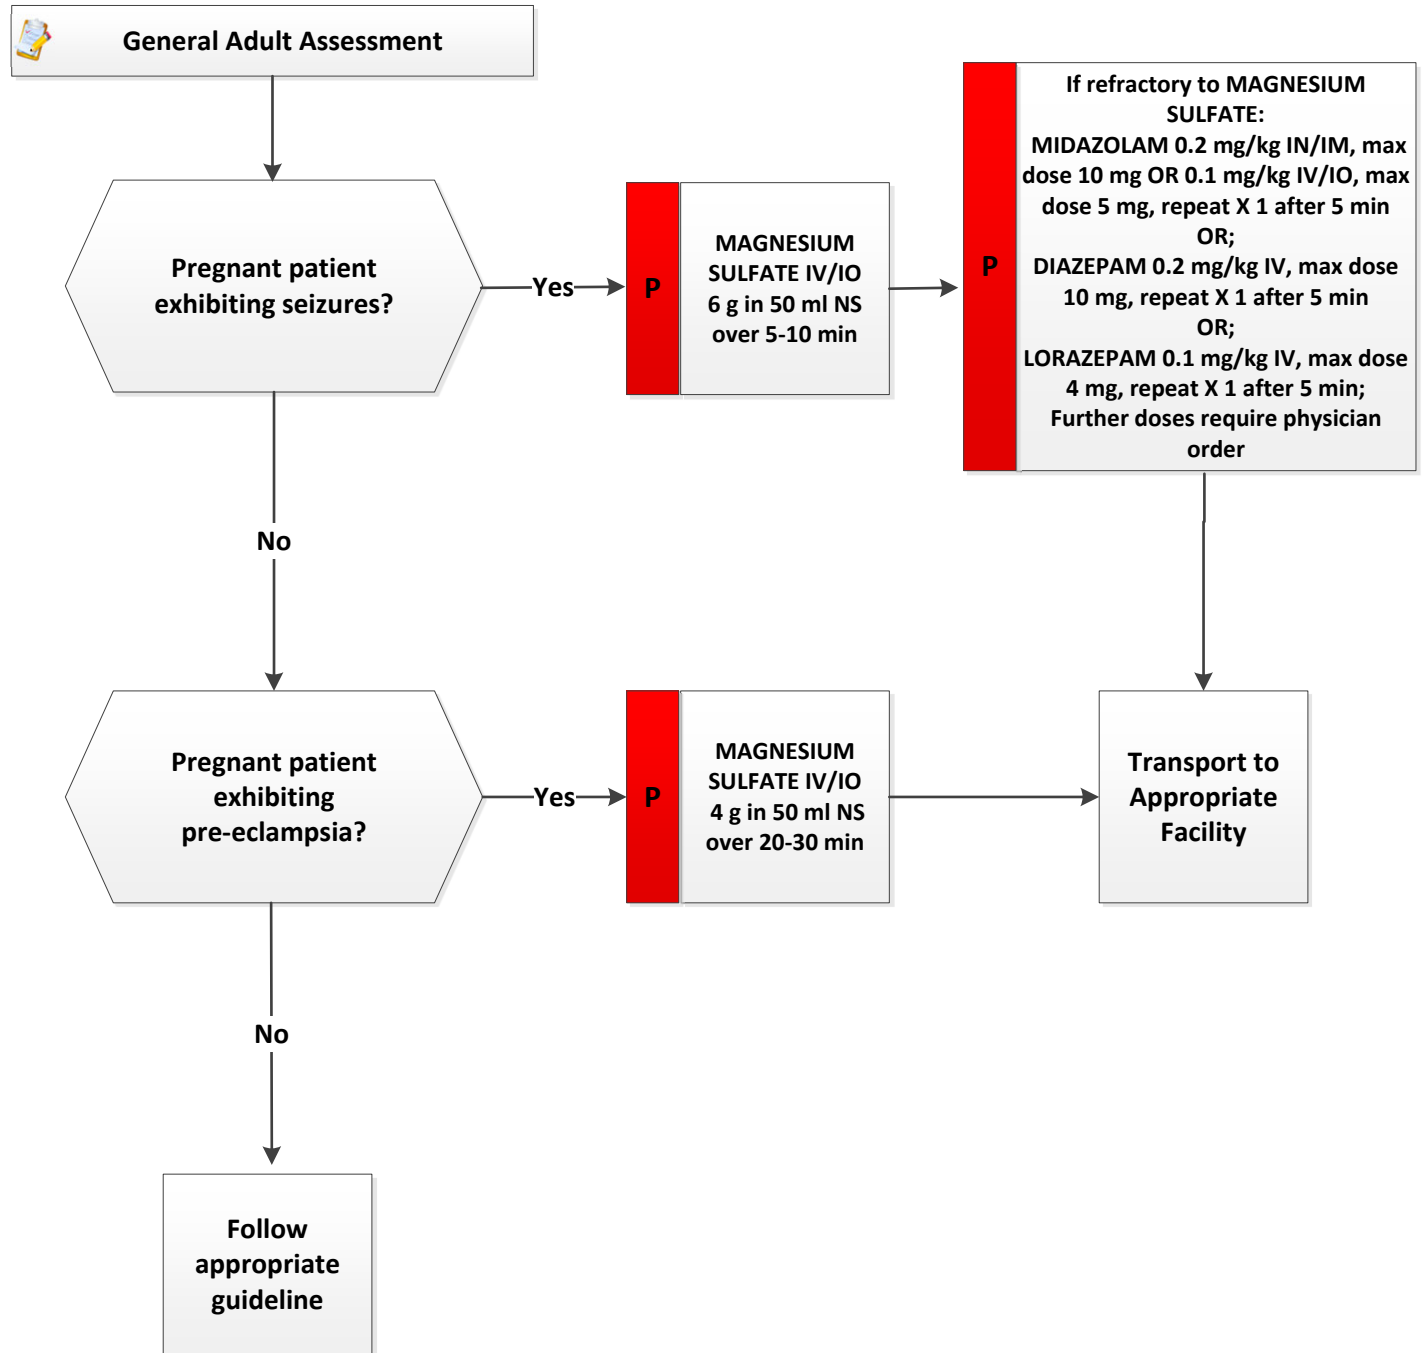 General Adult Assessment
Pregnant patient
exhibiting seizures?
Yes
P
MAGNESIUM
SULFATE IV/IO
6 g in 50 ml NS
over 5-10 min
P
If refractory to MAGNESIUM
SULFATE:
MIDAZOLAM 0.2 mg/kg IN/IM, max
dose 10 mg OR 0.1 mg/kg IV/IO, max
dose 5 mg, repeat X 1 after 5 min
OR;
DIAZEPAM 0.2 mg/kg IV, max dose
10 mg, repeat X 1 after 5 min
OR;
LORAZEPAM 0.1 mg/kg IV, max dose
4 mg, repeat X 1 after 5 min;
Further doses require physician
order
No
Pregnant patient
exhibiting
pre-eclampsia?
Yes
P
MAGNESIUM
SULFATE IV/IO
4 g in 50 ml NS
over 20-30 min
Transport to
Appropriate
Facility
No
Follow
appropriate
guideline